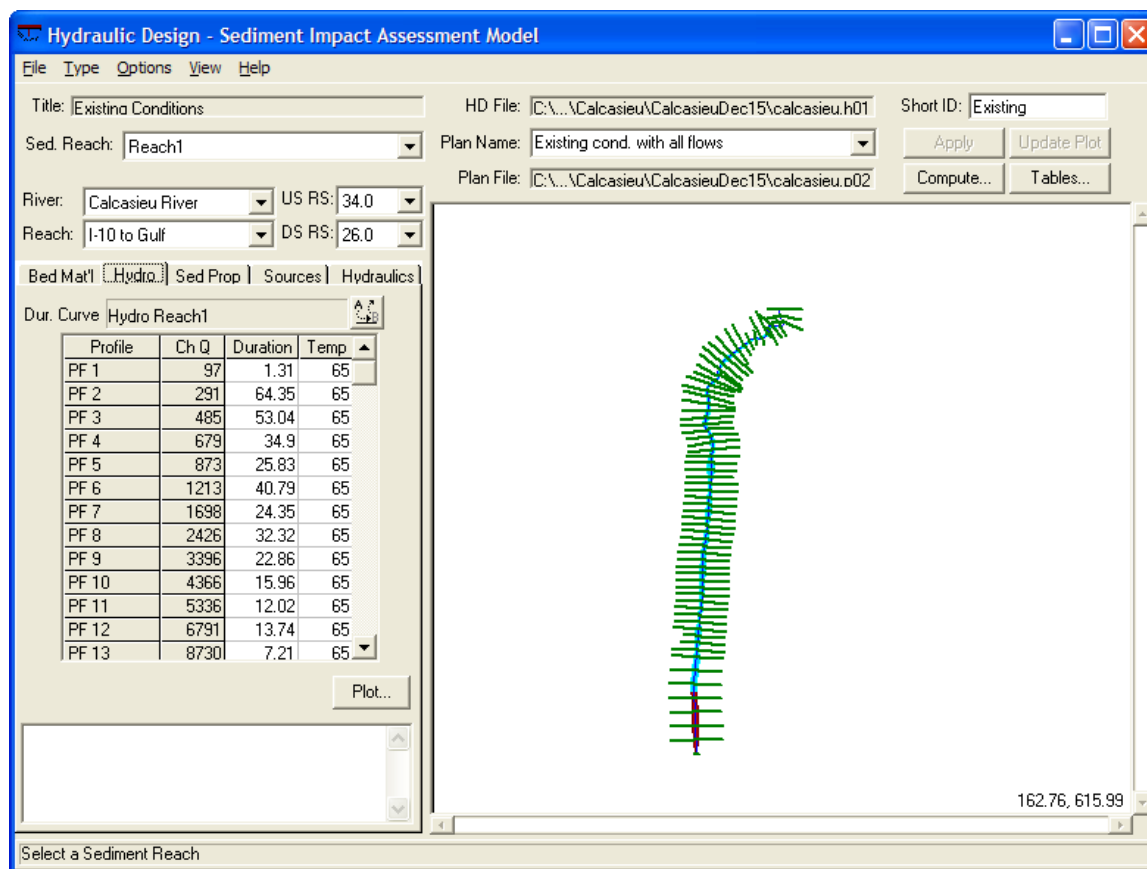 Hydraulic Design - Sediment Impact Assessment Model
File Type Options View Help
Title: Existing Conditions HD File: C:\...\Calcasieu\CalcasieuDec15\calcasieu.h01 Short ID: Existing
Sed. Reach: Reach1 Plan Name: Existing cond. with all flows Apply Update Plot
Plan File: C:\...\Calcasieu\CalcasieuDec15\calcasieu.p02 Compute... Tables...
River: Calcasieu River US RS: 34.0
Reach: I-10 to Gulf DS RS: 26.0
Bed Mat'l Hydro Sed Prop Sources Hydraulics
Dur. Curve Hydro Reach1 A B
Profile Ch Q Duration Temp
PF 1 97 1.31 65
PF 2 291 64.35 65
PF 3 485 53.04 65
PF 4 679 34.9 65
PF 5 873 25.83 65
PF 6 1213 40.79 65
PF 7 1698 24.35 65
PF 8 2426 32.32 65
PF 9 3396 22.86 65
PF 10 4366 15.96 65
PF 11 5336 12.02 65
PF 12 6791 13.74 65
PF 13 8730 7.21 65
Plot...
162.76, 615.99
Select a Sediment Reach